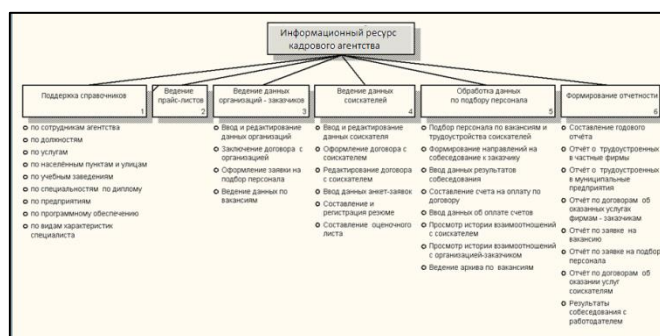 Информационный ресурс
кадрового агентства
Поддержка справочников
1
по сотрудникам агентства
по должностям
по услугам
по населённым пунктам и улицам
по учебным заведениям
по специальностям по диплому
по предприятиям
по программному обеспечению
по видам характеристик
специалиста
Ведение
прайс-листов
2
Ведение данных
организаций - заказчиков
3
Ввод и редактирование
данных организаций
Заключение договора с
организацией
Оформление заявки на
подбор персонала
Ведение данных по
вакансиям
Ведение данных
соискателей
4
Ввод и редактирование
данных соискателя
Оформление договора с
соискателем
Редактирование договора
с соискателем
Ввод данных анкет-заявок
Составление и
регистрация резюме
Составление оценочного
листа
Обработка данных
по подбору персонала
5
Подбор персонала по вакансиям и
трудоустройства соискателей
Формирование направлений на
собеседование к заказчику
Ввод данных результатов
собеседования
Составление счета на оплату по
договору
Ввод данных об оплате счетов
Просмотр истории взаимоотношений
с соискателем
Просмотр истории взаимоотношений
с организацией-заказчиком
Ведение архива по вакансиям
Формирование отчетности
6
Составление годового
отчёта
Отчёт о трудоустроенных
в частные фирмы
Отчёт о трудоустроенных
в муниципальные
предприятия
Отчёт по договорам об
оказанных услугах
фирмам - заказчикам
Отчёт по заявке на
вакансию
Отчёт по заявке на подбор
персонала
Отчёт по договорам об
оказании услуг
соискателям
Результаты
собеседования с
работодателем